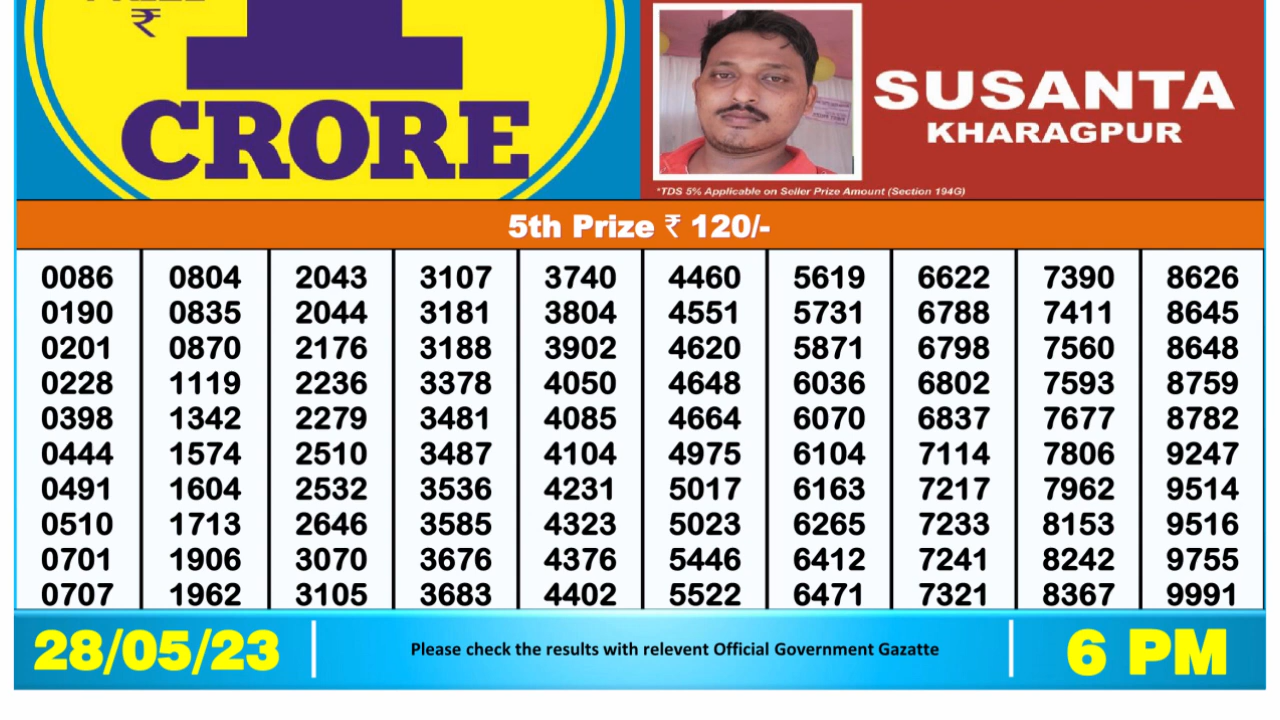 ₹
CRORE
SUSANTA
KHARAGPUR
*TDS 5% Applicable on Seller Prize Amount (Section 194G)
5th Prize ₹ 120/-
0086 0804 2043 3107 3740 4460 5619 6622 7390 8626
0190 0835 2044 3181 3804 4551 5731 6788 7411 8645
0201 0870 2176 3188 3902 4620 5871 6798 7560 8648
0228 1119 2236 3378 4050 4648 6036 6802 7593 8759
0398 1342 2279 3481 4085 4664 6070 6837 7677 8782
0444 1574 2510 3487 4104 4975 6104 7114 7806 9247
0491 1604 2532 3536 4231 5017 6163 7217 7962 9514
0510 1713 2646 3585 4323 5023 6265 7233 8153 9516
0701 1906 3070 3676 4376 5446 6412 7241 8242 9755
0707 1962 3105 3683 4402 5522 6471 7321 8367 9991
28/05/23 Please check the results with relevent Official Government Gazatte 6 PM